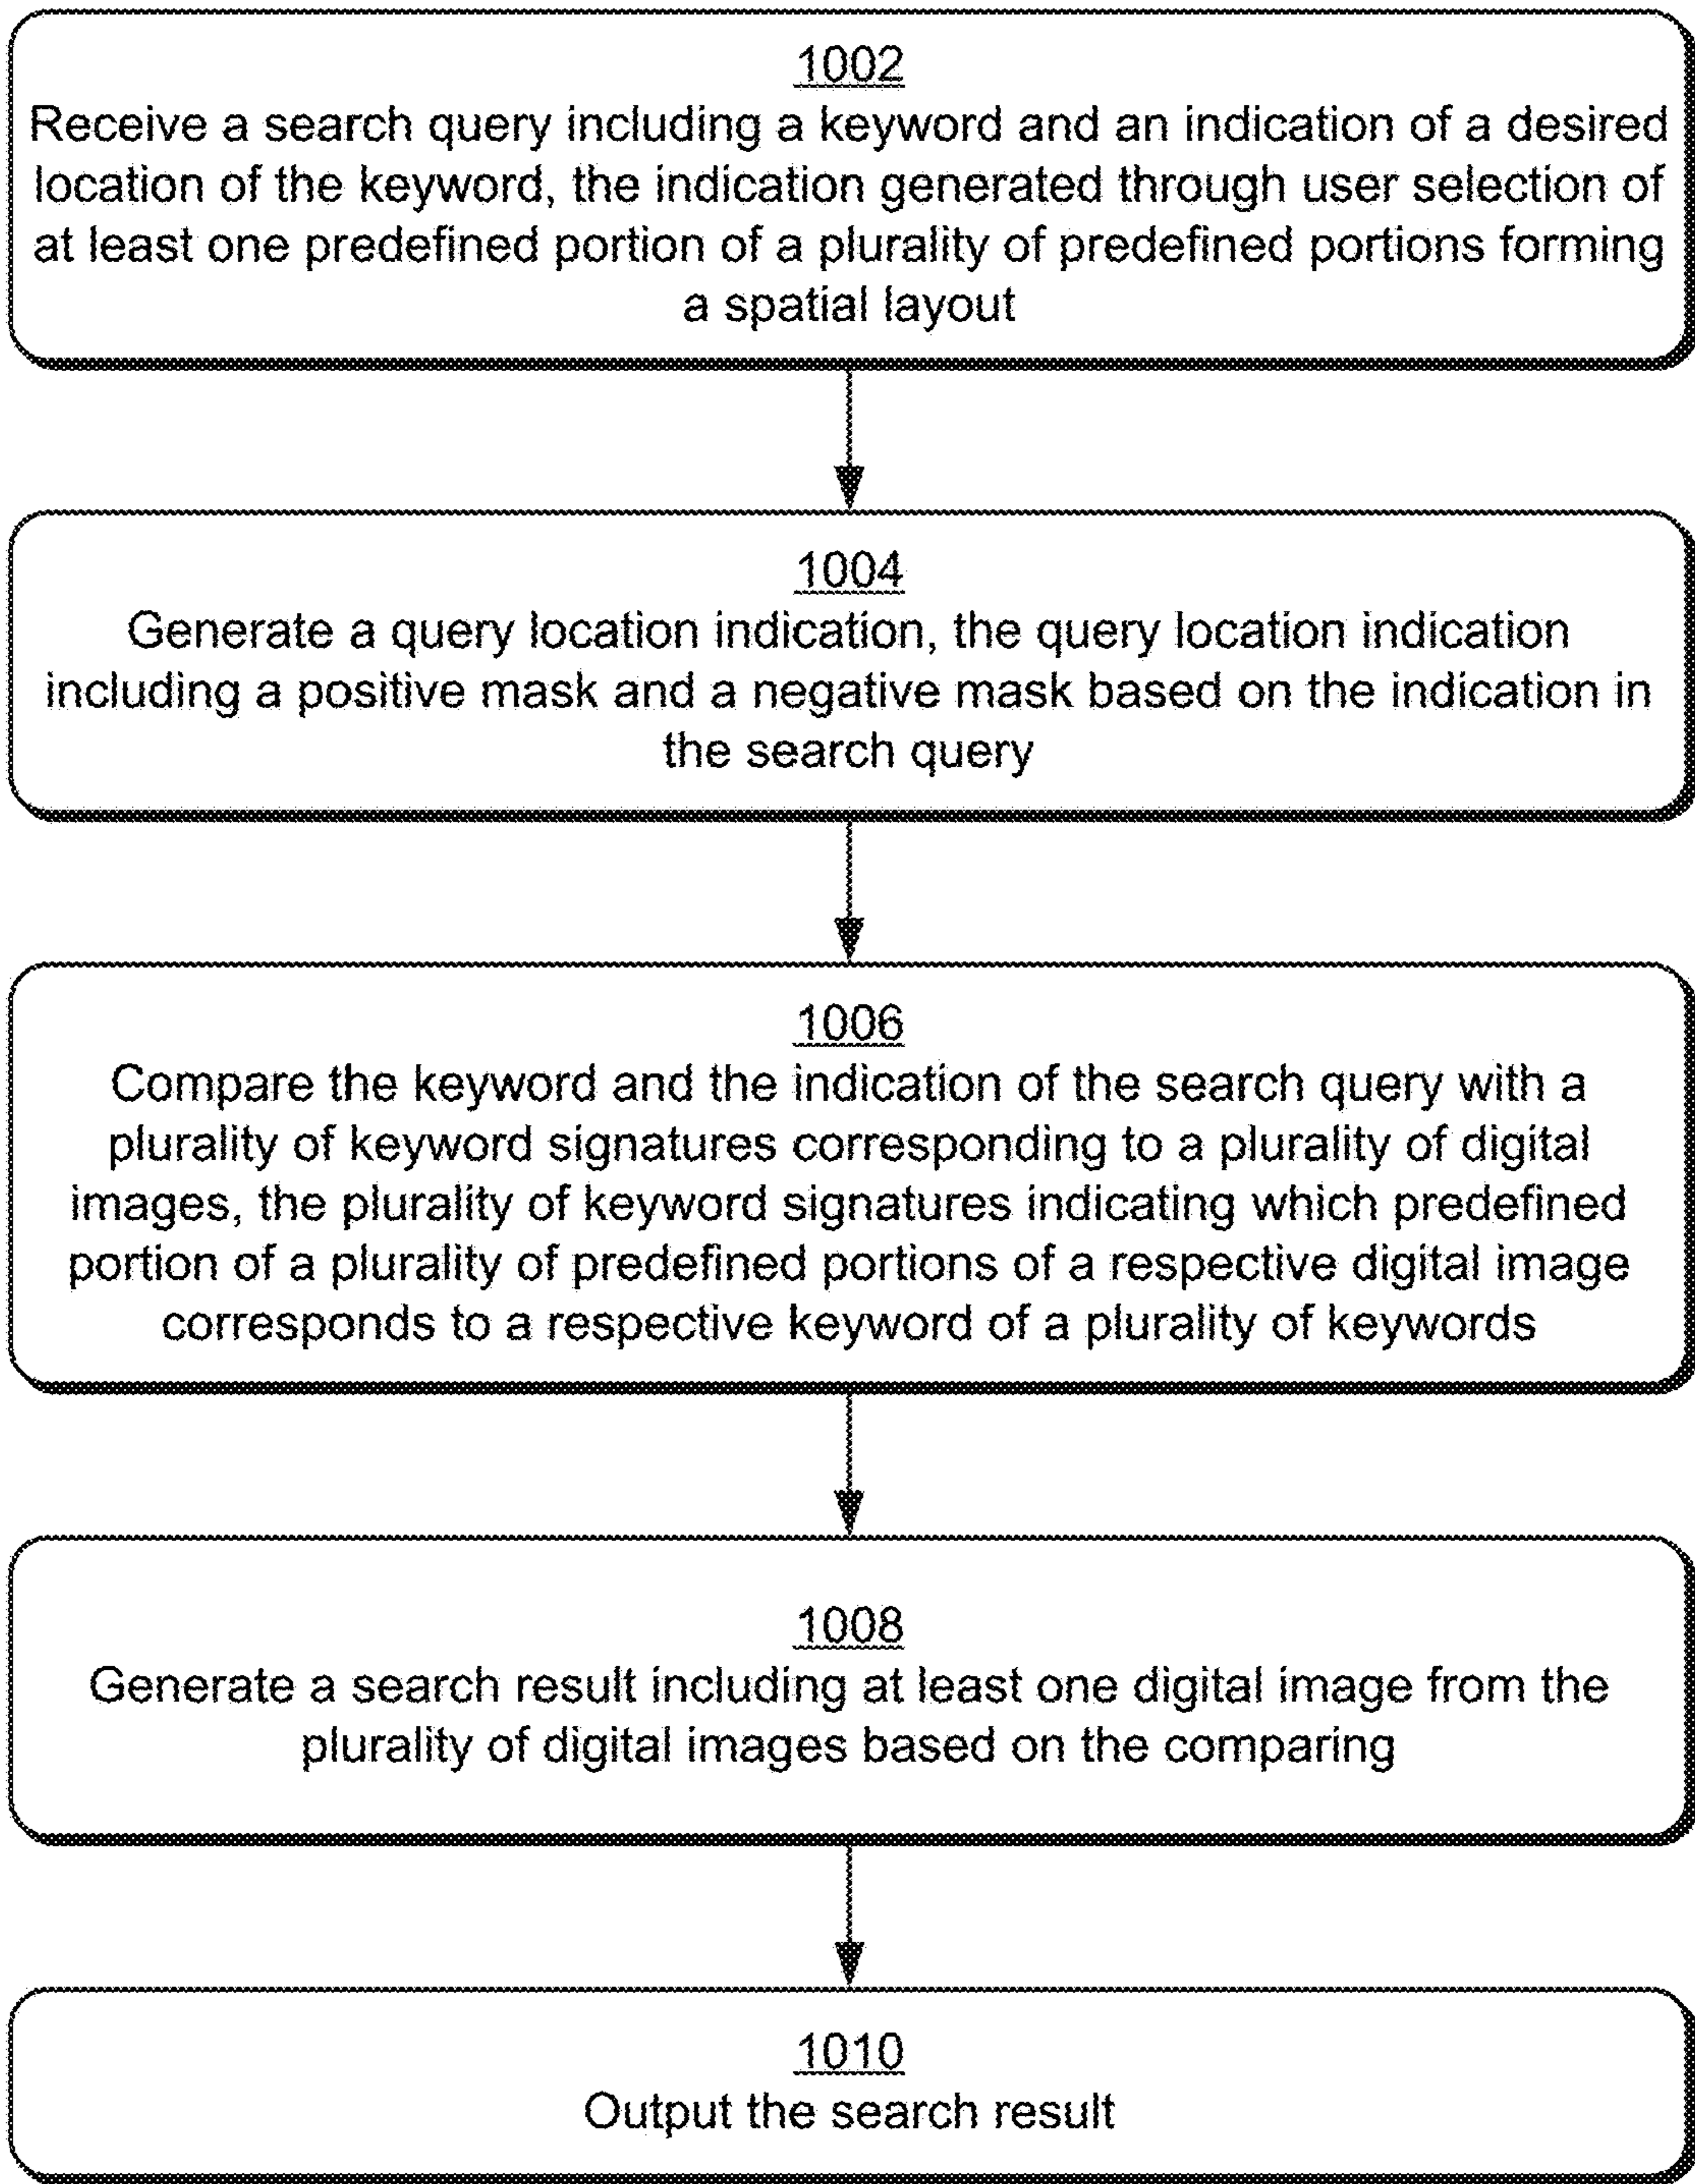 1002
Receive a search query including a keyword and an indication of a desired
location of the keyword, the indication generated through user selection of
at least one predefined portion of a plurality of predefined portions forming
a spatial layout
1004
Generate a query location indication, the query location indication
including a positive mask and a negative mask based on the indication in
the search query
1006
Compare the keyword and the indication of the search query with a
plurality of keyword signatures corresponding to a plurality of digital
images, the plurality of keyword signatures indicating which predefined
portion of a plurality of predefined portions of a respective digital image
corresponds to a respective keyword of a plurality of keywords
1008
Generate a search result including at least one digital image from the
plurality of digital images based on the comparing
1010
Output the search result